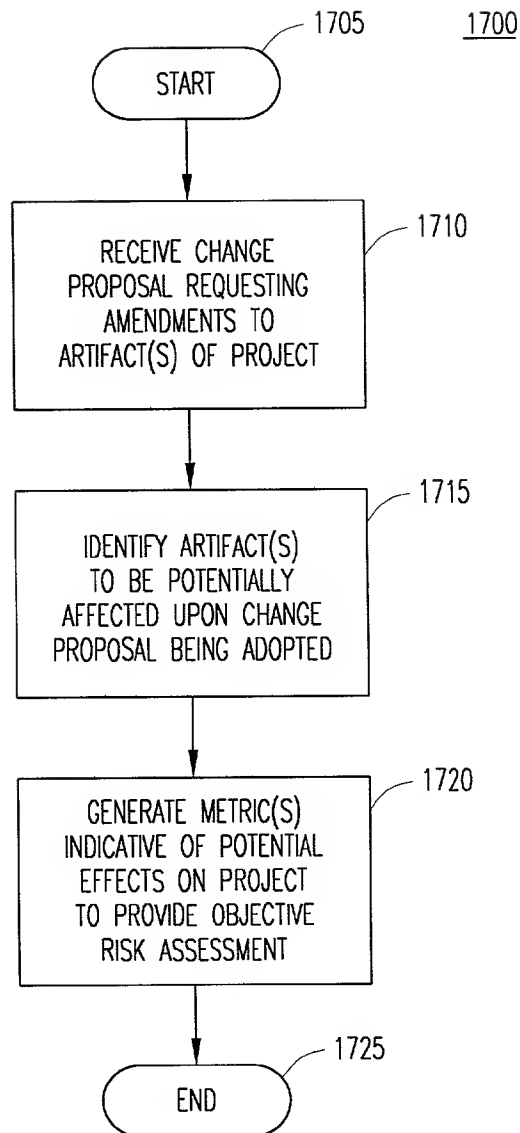 1700
1705
START
1710
RECEIVE CHANGE
PROPOSAL REQUESTING
AMENDMENTS TO
ARTIFACT(S) OF PROJECT
1715
IDENTIFY ARTIFACT(S)
TO BE POTENTIALLY
AFFECTED UPON CHANGE
PROPOSAL BEING ADOPTED
1720
GENERATE METRIC(S)
INDICATIVE OF POTENTIAL
EFFECTS ON PROJECT
TO PROVIDE OBJECTIVE
RISK ASSESSMENT
1725
END